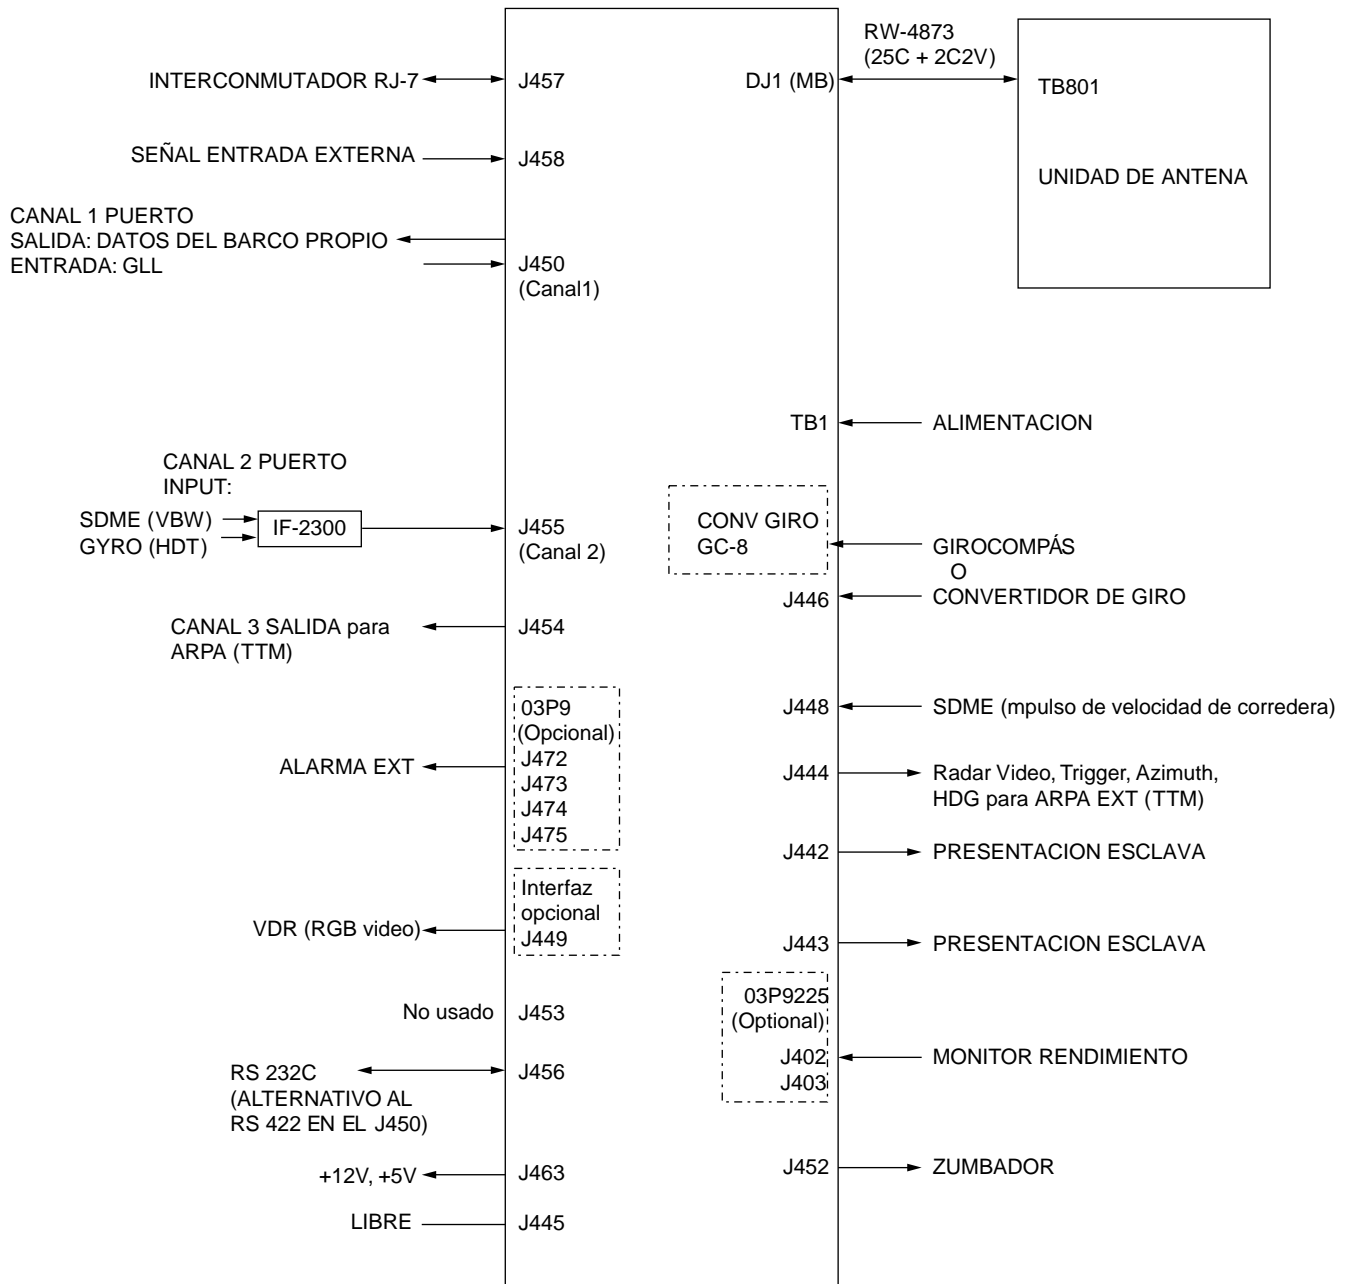 INTERCONMUTADOR RJ-7
J457
SEÑAL ENTRADA EXTERNA
J458
CANAL 1 PUERTO
SALIDA: DATOS DEL BARCO PROPIO
ENTRADA: GLL
J450
(Canal1)
CANAL 2 PUERTO
INPUT:
SDME (VBW)
GYRO (HDT)
IF-2300
J455
(Canal 2)
CANAL 3 SALIDA para
ARPA (TTM)
J454
03P9
(Opcional)
J472
J473
J474
J475
ALARMA EXT
Interfaz
opcional
J449
VDR (RGB video)
No usado
J453
RS 232C
(ALTERNATIVO AL
RS 422 EN EL J450)
J456
+12V, +5V
J463
LIBRE
J445
DJ1 (MB)
RW-4873
(25C + 2C2V)
TB801
UNIDAD DE ANTENA
TB1
ALIMENTACION
CONV GIRO
GC-8
GIROCOMPÁS
O
CONVERTIDOR DE GIRO
J446
J448
SDME (mpulso de velocidad de corredera)
J444
Radar Video, Trigger, Azimuth,
HDG para ARPA EXT (TTM)
J442
PRESENTACION ESCLAVA
J443
PRESENTACION ESCLAVA
03P9225
(Optional)
J402
J403
MONITOR RENDIMIENTO
J452
ZUMBADOR